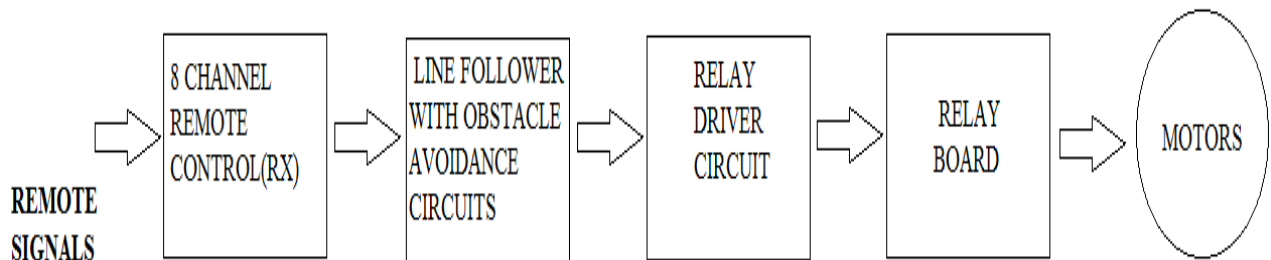 8 CHANNEL
REMOTE
CONTROL(RX)
LINE FOLLOWER
WITH OBSTACLE
AVOIDANCE
CIRCUITS
RELAY
DRIVER
CIRCUIT
RELAY
BOARD
MOTORS
REMOTE
SIGNALS